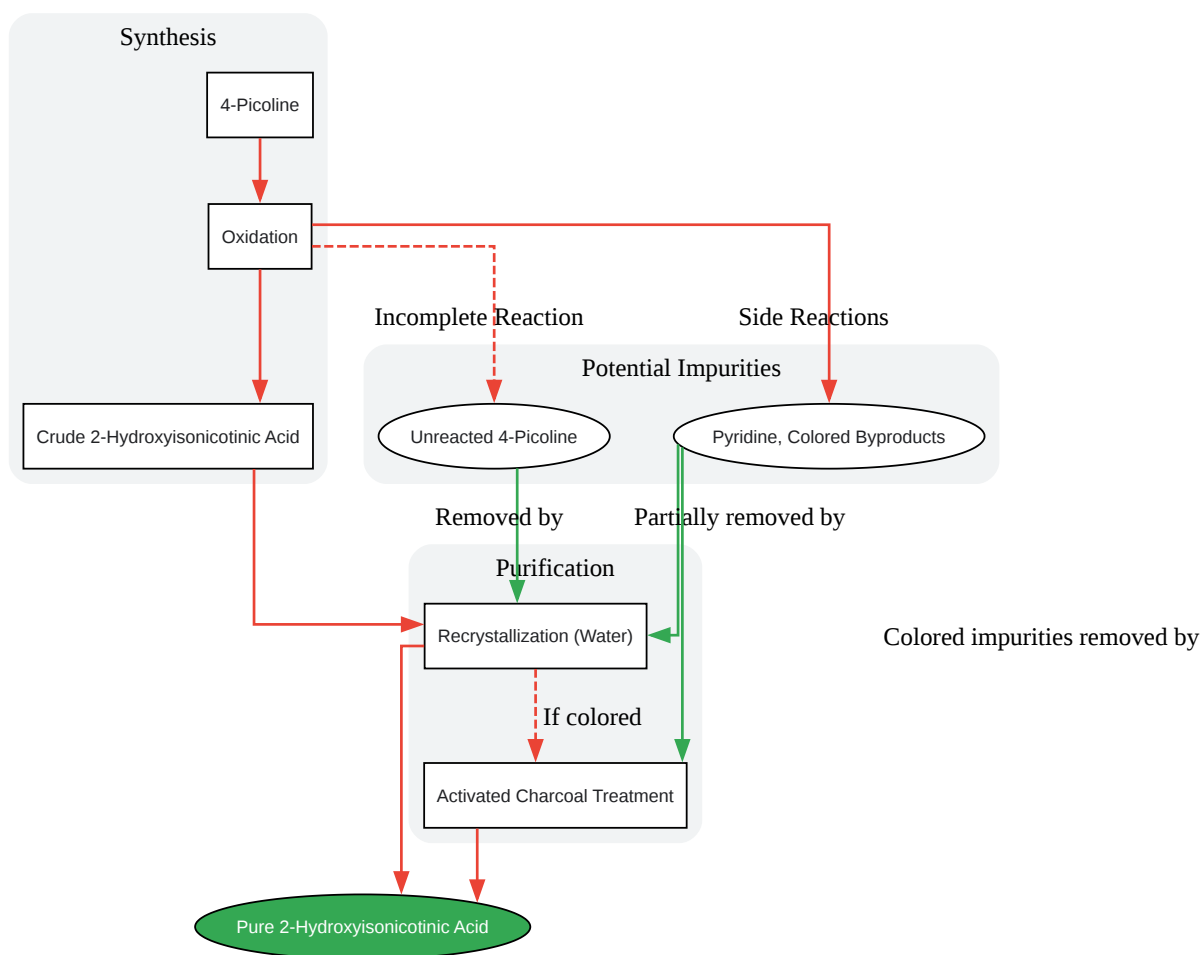 Synthesis
4-Picoline
Oxidation
Incomplete Reaction
Side Reactions
Potential Impurities
Crude 2-Hydroxyisonicotinic Acid
Unreacted 4-Picoline
Pyridine, Colored Byproducts
Removed by
Partially removed by
Purification
Recrystallization (Water)
Colored impurities removed by
If colored
Activated Charcoal Treatment
Pure 2-Hydroxyisonicotinic Acid